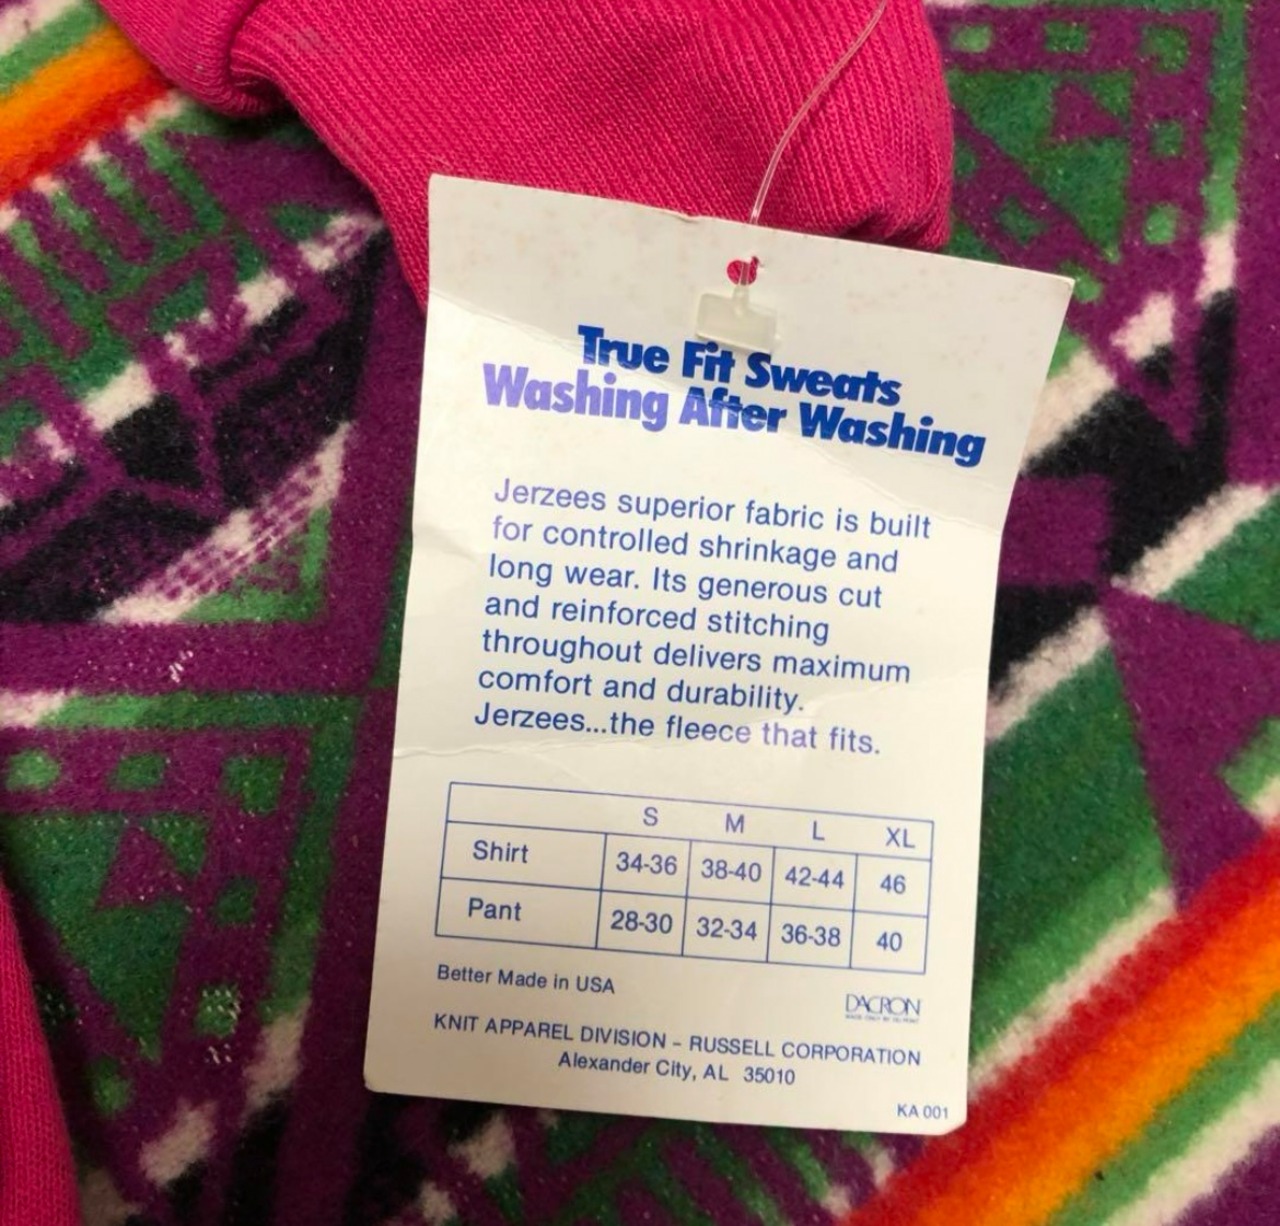 True Fit Sweats
Washing After Washing
Jerzees superior fabric is built
for controlled shrinkage and
long wear. Its generous cut
and reinforced stitching
throughout delivers maximum
comfort and durability.
Jerzees...the fleece that fits.
S M L XL
Shirt 34-36 38-40 42-44 46
Pant 28-30 32-34 36-38 40
Better Made in USA
DACRON
KNIT APPAREL DIVISION - RUSSELL CORPORATION
Alexander City, AL 35010
KA 001